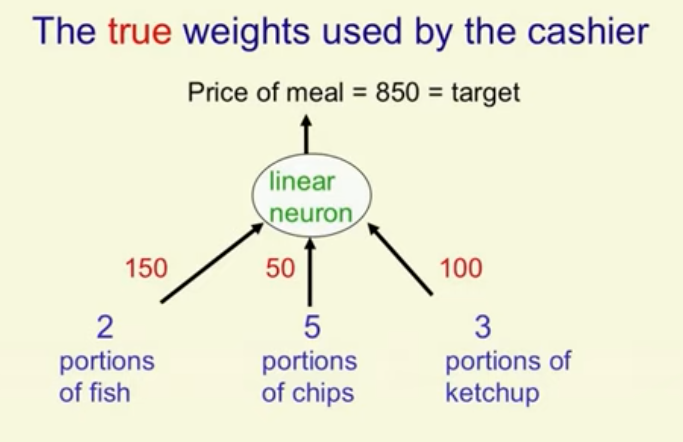 The true weights used by the cashier
Price of meal = 850 = target
linear
neuron
150
50
100
2
portions
of fish
5
portions
of chips
3
portions of
ketchup